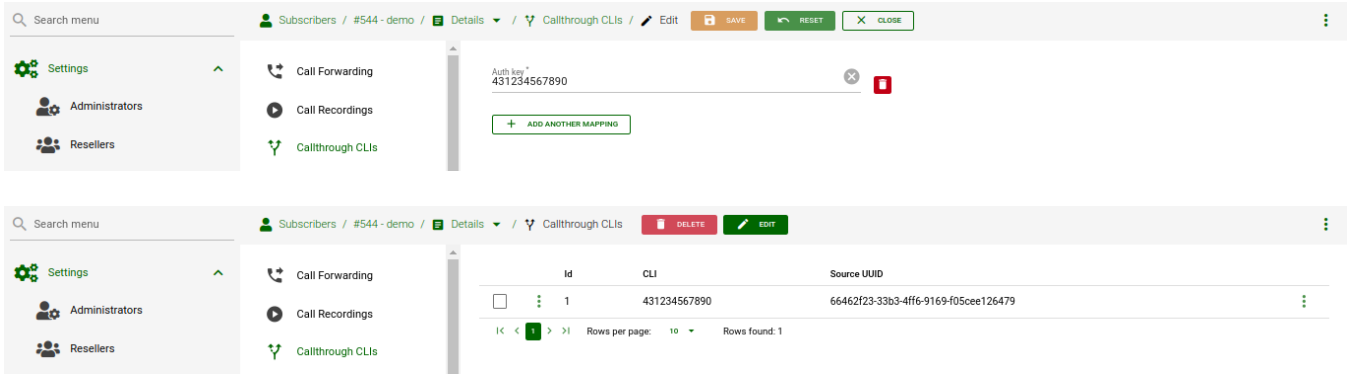 Search menu
Subscribers / #544 - demo / Details / Callthrough CLIs / Edit SAVE RESET CLOSE
Settings
Administrators
Resellers
Call Forwarding
Call Recordings
Callthrough CLIs
Auth key *
431234567890
ADD ANOTHER MAPPING
Search menu
Subscribers / #544 - demo / Details / Callthrough CLIs DELETE EDIT
Settings
Administrators
Resellers
Call Forwarding
Call Recordings
Callthrough CLIs
Id CLI Source UUID
1 431234567890 66462f23-33b3-4ff6-9169-f05cee126479
1 Rows per page: 10 Rows found: 1